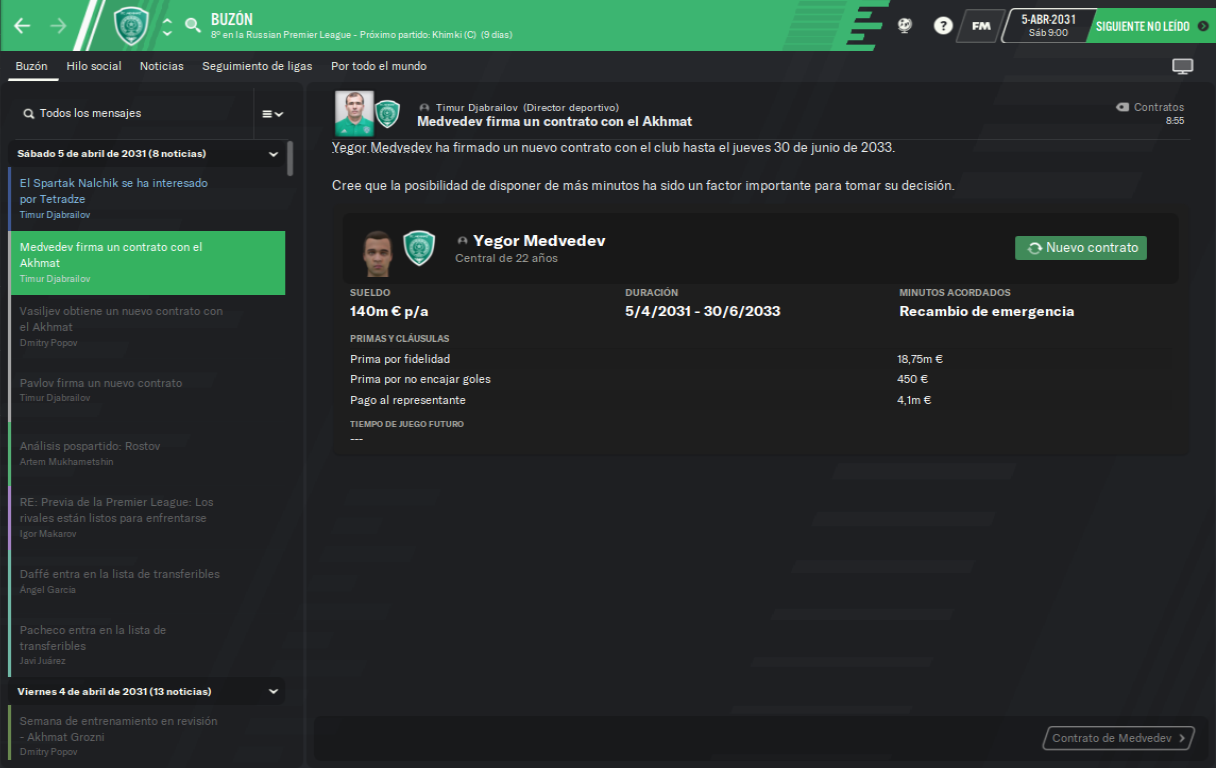 BUZÓN
8º en la Russian Premier League - Próximo partido: Khimki (C) (9 días)
?
FM
5-ABR-2031
Sáb 9:00
SIGUIENTE NO LEÍDO
Buzón Hilo social Noticias Seguimiento de ligas Por todo el mundo
Todos los mensajes
Sábado 5 de abril de 2031 (8 noticias)
El Spartak Nalchik se ha interesado
por Tetradze
Timur Djabrailov
Medvedev firma un contrato con el
Akhmat
Timur Djabrailov
Vasiljev obtiene un nuevo contrato con
el Akhmat
Dmitry Popov
Pavlov firma un nuevo contrato
Timur Djabrailov
Análisis pospartido: Rostov
Artem Mukhametshin
RE: Previa de la Premier League: Los
rivales están listos para enfrentarse
Igor Makarov
Daffé entra en la lista de transferibles
Ángel García
Pacheco entra en la lista de
transferibles
Javi Juárez
Viernes 4 de abril de 2031 (13 noticias)
Semana de entrenamiento en revisión
- Akhmat Grozni
Dmitry Popov
Timur Djabrailov (Director deportivo)
Medvedev firma un contrato con el Akhmat
Contratos
8:55
Yegor Medvedev ha firmado un nuevo contrato con el club hasta el jueves 30 de junio de 2033.
Cree que la posibilidad de disponer de más minutos ha sido un factor importante para tomar su decisión.
Yegor Medvedev
Central de 22 años
Nuevo contrato
SUELDO DURACIÓN MINUTOS ACORDADOS
140m € p/a 5/4/2031 - 30/6/2033 Recambio de emergencia
PRIMAS Y CLÁUSULAS
Prima por fidelidad 18,75m €
Prima por no encajar goles 450 €
Pago al representante 4,1m €
TIEMPO DE JUEGO FUTURO
---
Contrato de Medvedev